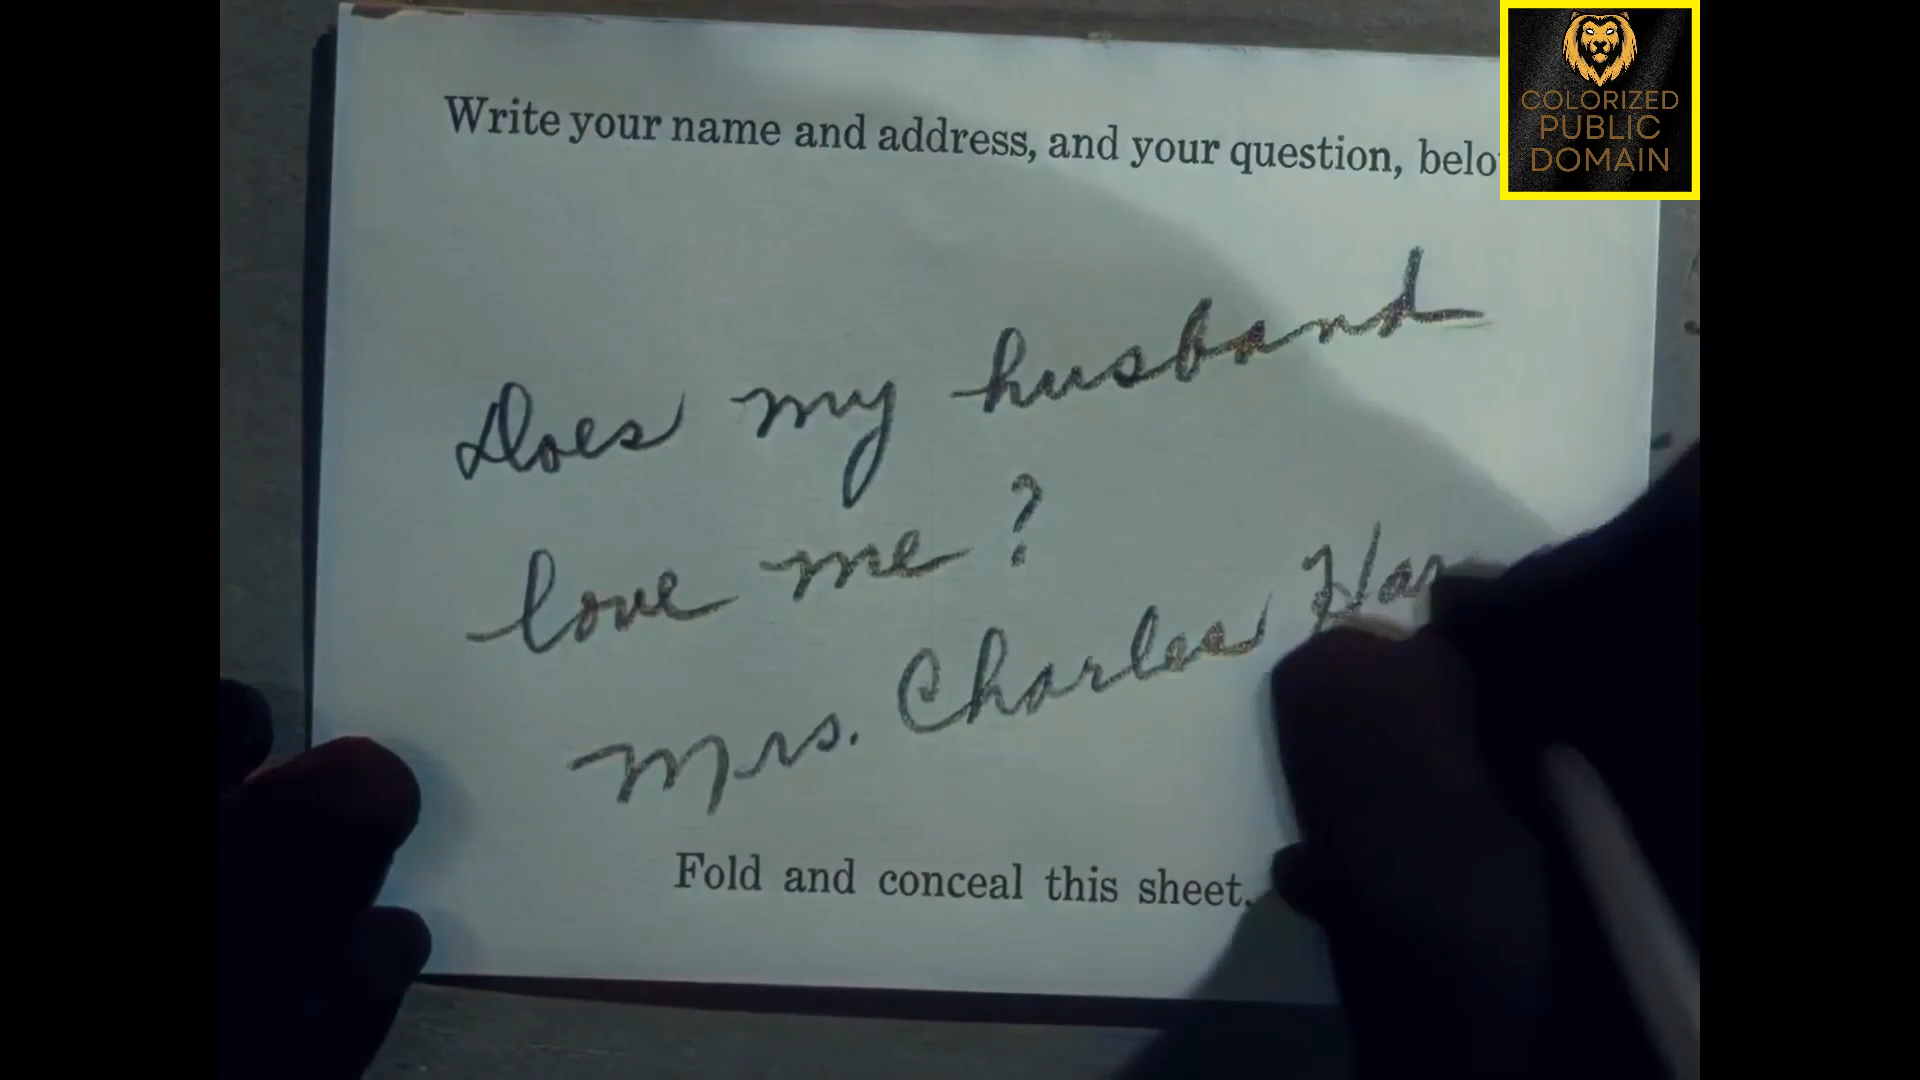 Write your name and address, and your question, belo
COLORIZED
PUBLIC
DOMAIN
Does my husband
love me?
Mrs. Charles Har
Fold and conceal this sheet.